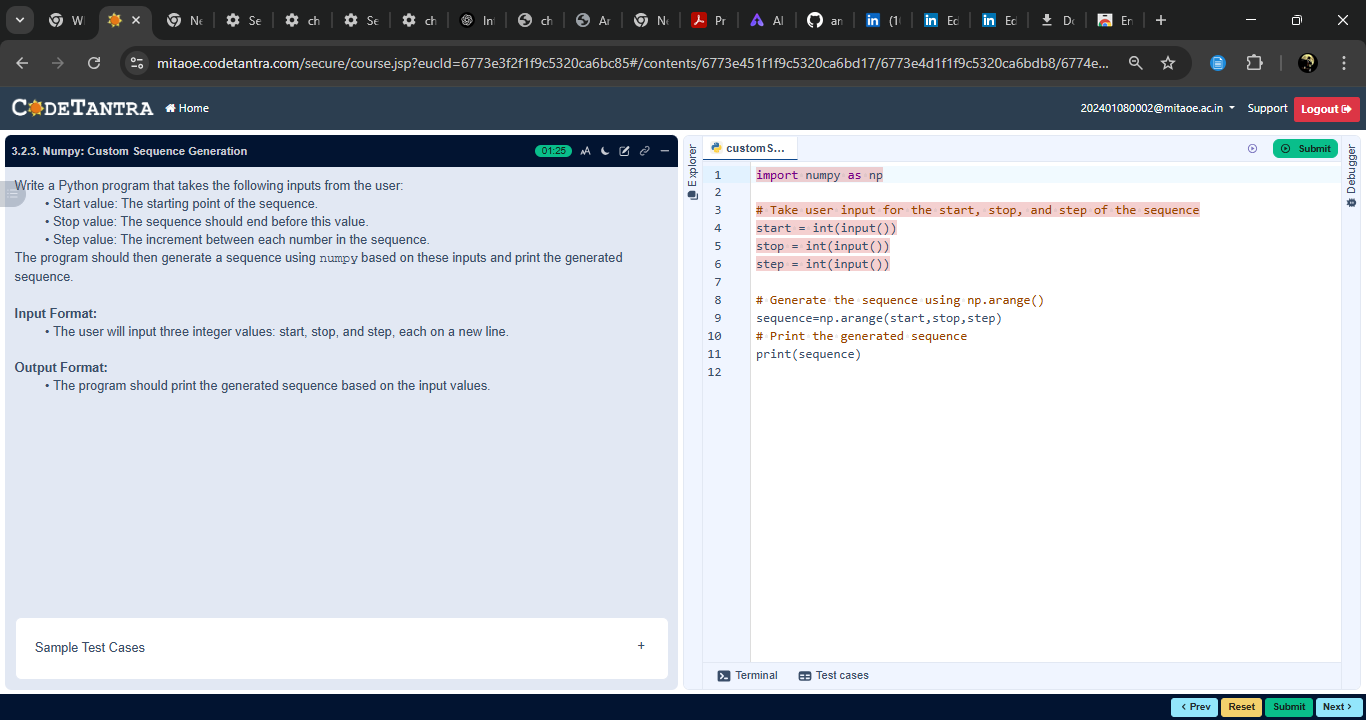 W
Ne
Se
ch
Se
ch
In
ch
Ar
Ne
Pr
Al
an
(1(
Ed
Ed
Do
En
mitaoe.codetantra.com/secure/course.jsp?eucId=6773e3f2f1f9c5320ca6bc85#/contents/6773e451f1f9c5320ca6bd17/6773e4d1f1f9c5320ca6bdb8/6774e...
CODETANTRA
Home
202401080002@mitaoe.ac.in
Support
Logout
3.2.3. Numpy: Custom Sequence Generation
01:25
AA
Write a Python program that takes the following inputs from the user:
• Start value: The starting point of the sequence.
• Stop value: The sequence should end before this value.
• Step value: The increment between each number in the sequence.
The program should then generate a sequence using numpy based on these inputs and print the generated
sequence.
Input Format:
• The user will input three integer values: start, stop, and step, each on a new line.
Output Format:
• The program should print the generated sequence based on the input values.
Sample Test Cases
+
Explorer
customS...
Submit
Debugger
1 import numpy as np
2
3 # Take user input for the start, stop, and step of the sequence
4 start = int(input())
5 stop = int(input())
6 step = int(input())
7
8 # Generate the sequence using np.arange()
9 sequence=np.arange(start,stop,step)
10 # Print the generated sequence
11 print(sequence)
12
Terminal
Test cases
< Prev
Reset
Submit
Next >